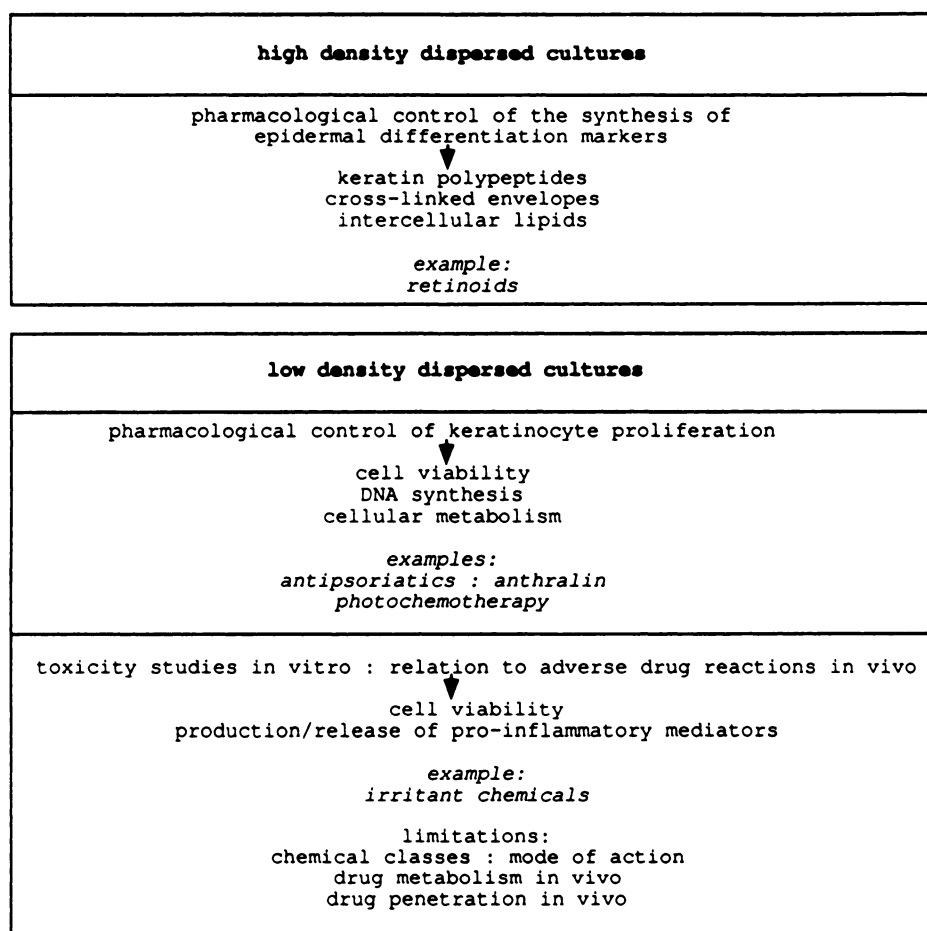 high density dispersed cultures
pharmacological control of the synthesis of
epidermal differentiation markers
keratin polypeptides
cross-linked envelopes
intercellular lipids
example:
retinoids
low density dispersed cultures
pharmacological control of keratinocyte proliferation
cell viability
DNA synthesis
cellular metabolism
examples:
antipsoriatics : anthralin
photochemotherapy
toxicity studies in vitro : relation to adverse drug reactions in vivo
cell viability
production/release of pro-inflammatory mediators
example:
irritant chemicals
limitations:
chemical classes : mode of action
drug metabolism in vivo
drug penetration in vivo